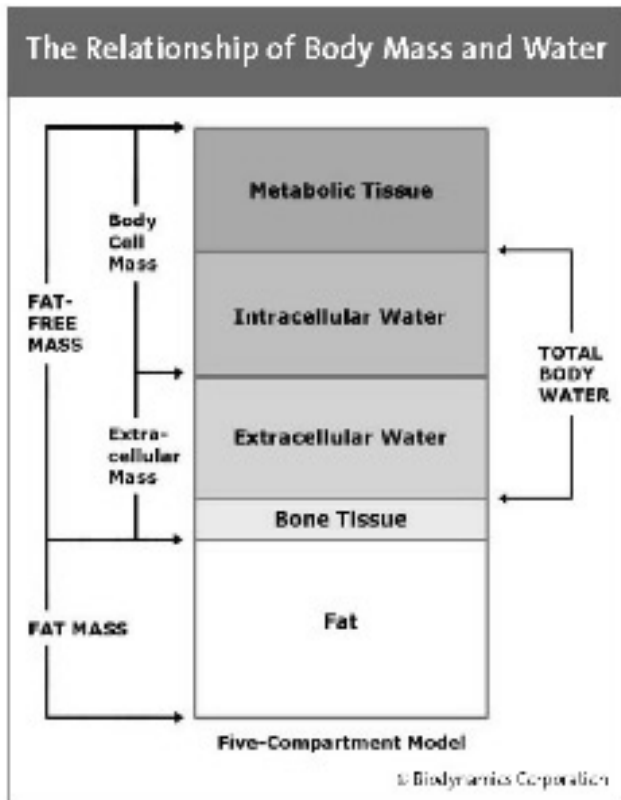 The Relationship of Body Mass and Water
Metabolic Tissue
Body
Cell
Mass
Intracellular Water
FAT-
FREE
MASS
TOTAL
BODY
WATER
Extra-
cellular
Mass
Extracellular Water
Bone Tissue
Fat
FAT MASS
Five-Compartment Model
© Biodynamics Corporation